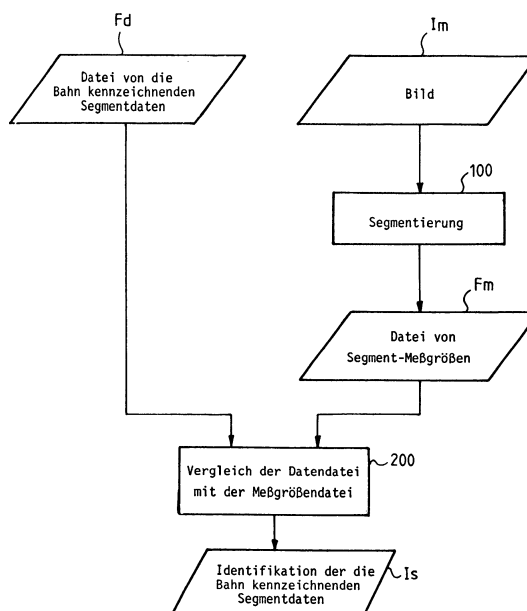 Fd
Im
Datei von die
Bahn kennzeichnenden
Segmentdaten
Bild
100
Segmentierung
Fm
Datei von
Segment-Meßgrößen
Vergleich der Datendatei
mit der Meßgrößendatei
200
Identifikation der die
Bahn kennzeichnenden
Segmentdaten
Is